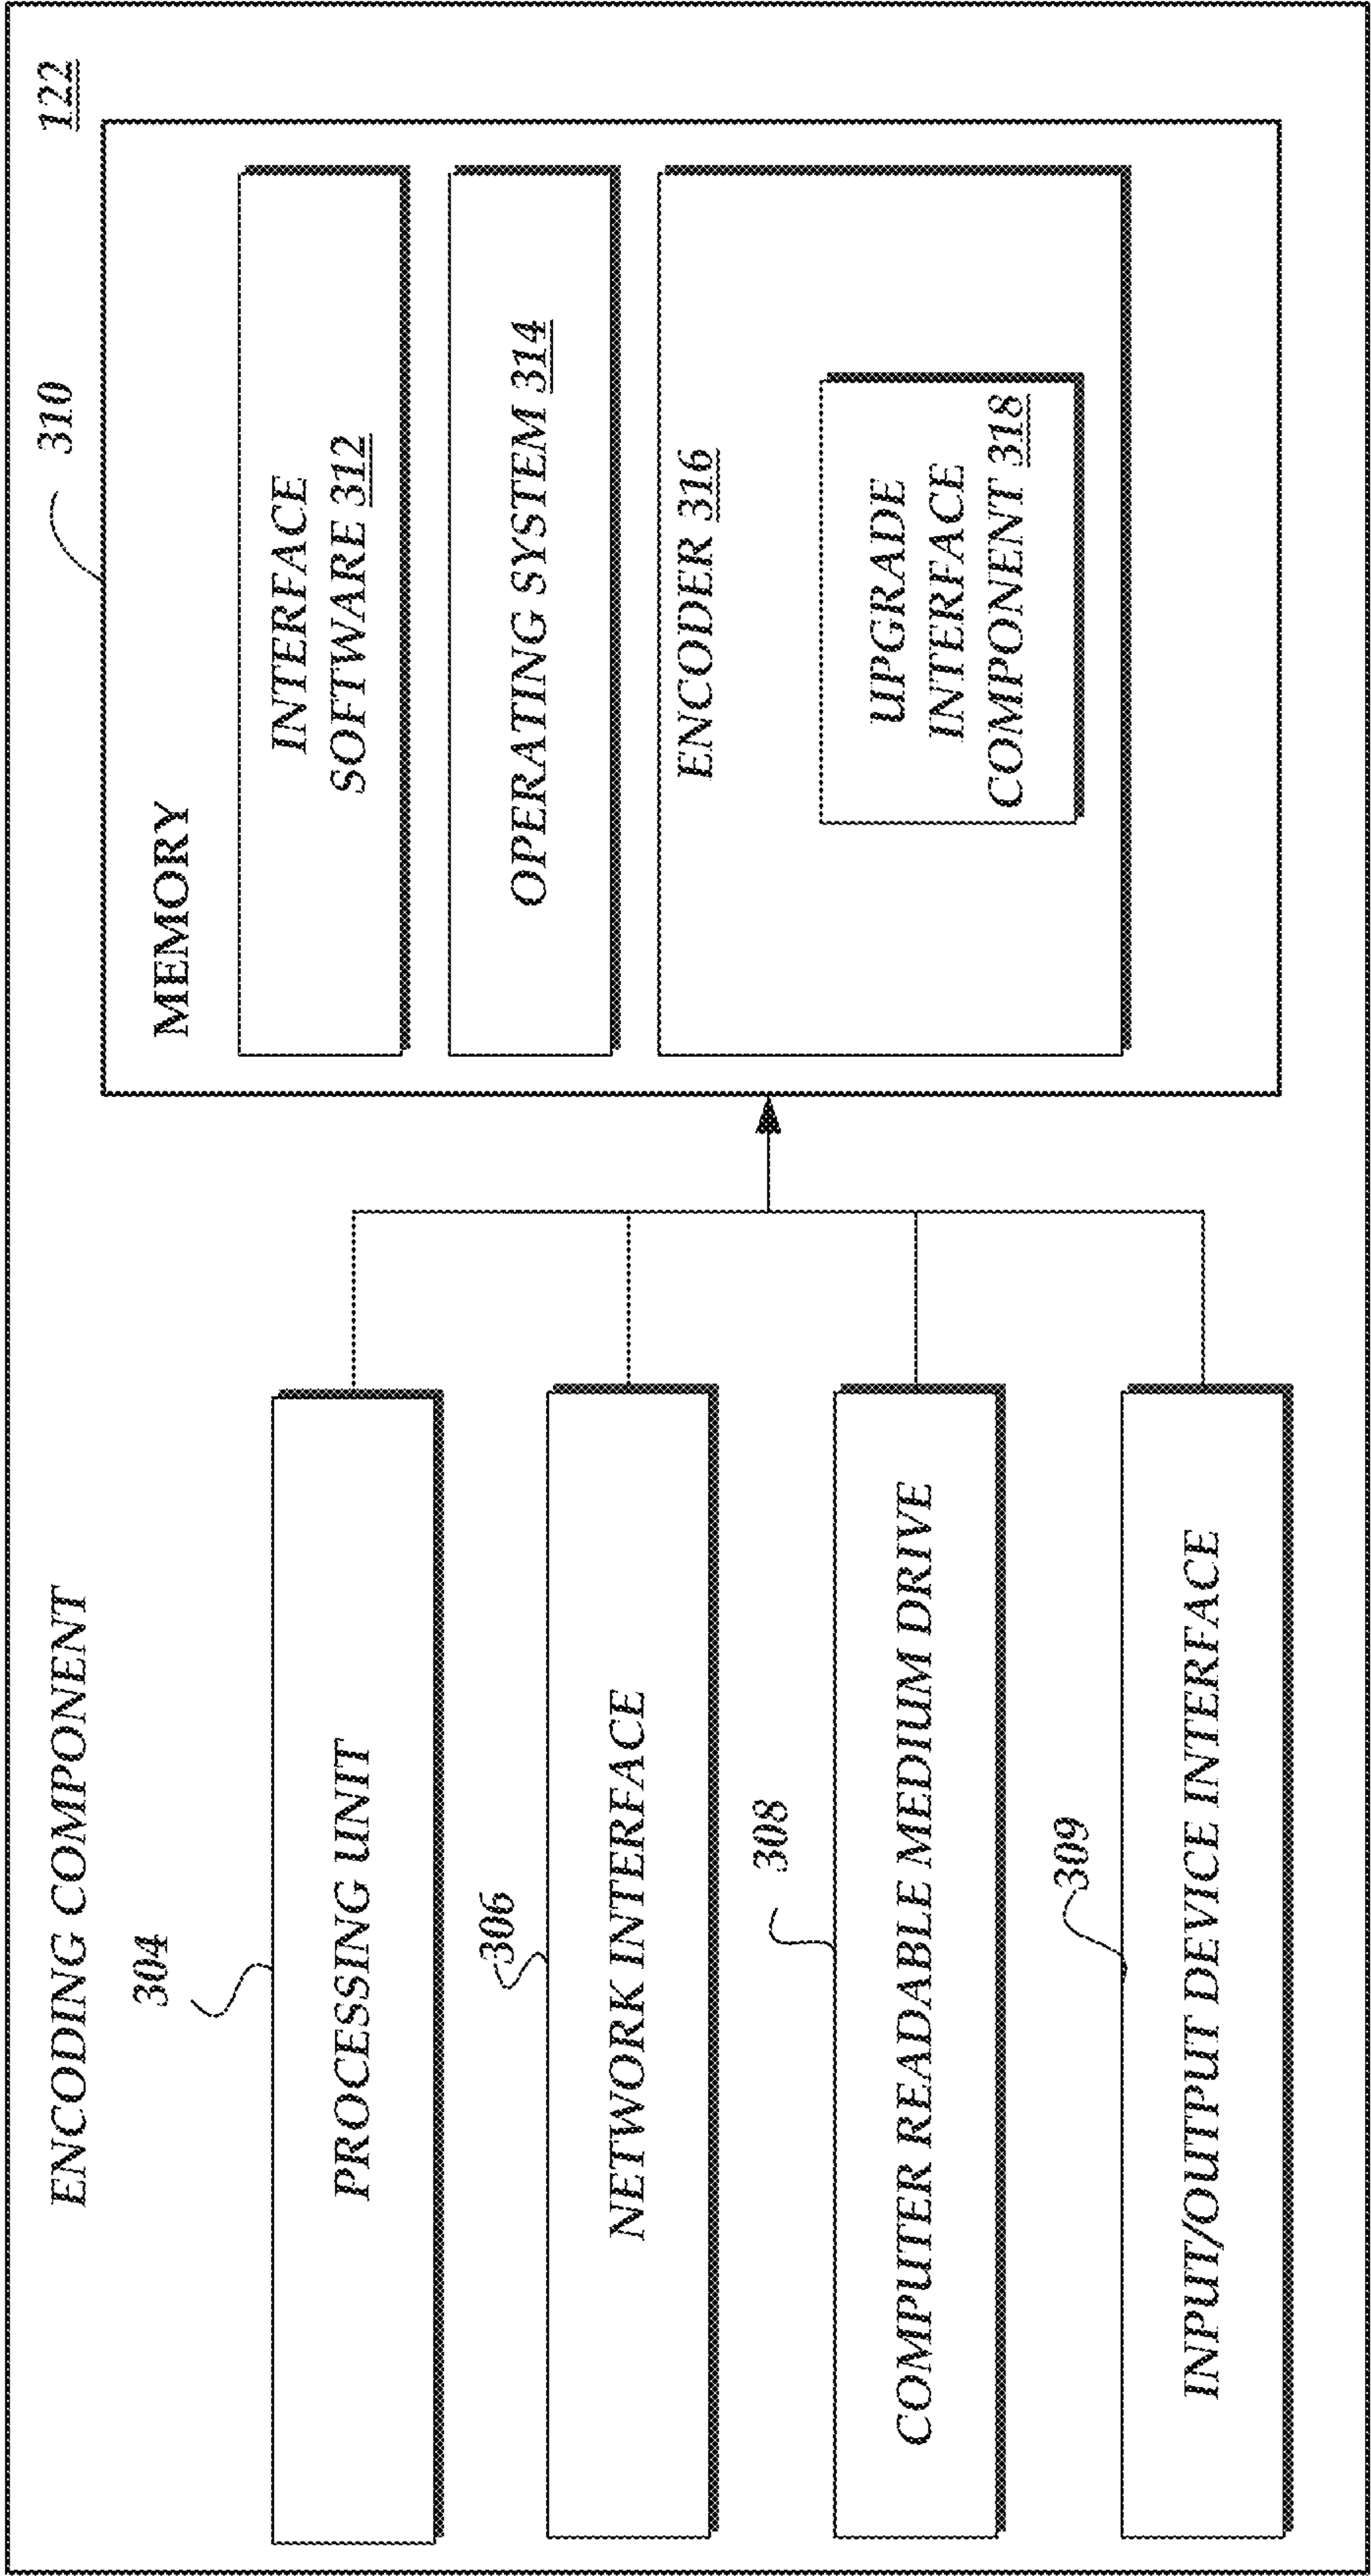 ENCODING COMPONENT
122
304
PROCESSING UNIT
306
NETWORK INTERFACE
308
COMPUTER READABLE MEDIUM DRIVE
309
INPUT/OUTPUT DEVICE INTERFACE
310
MEMORY
INTERFACE
SOFTWARE 312
OPERATING SYSTEM 314
ENCODER 316
UPGRADE
INTERFACE
COMPONENT 318